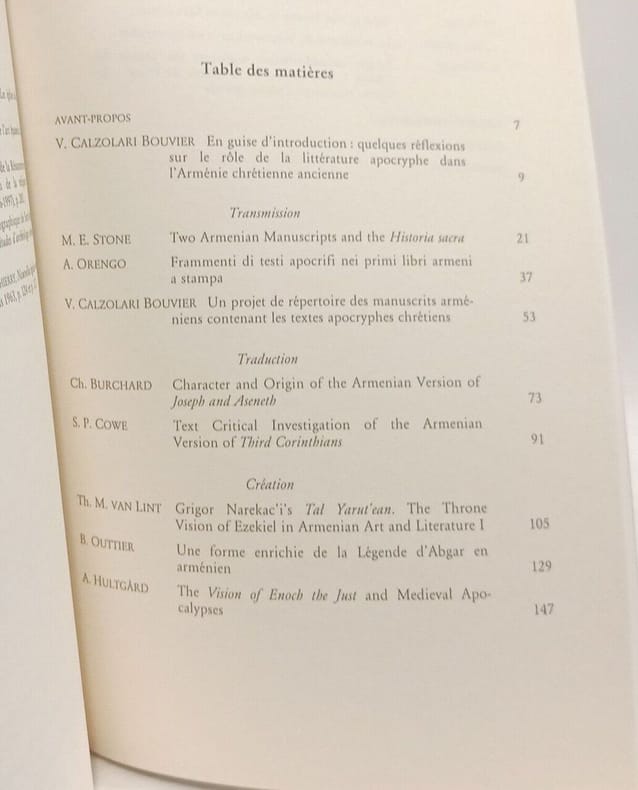 Table des matières
AVANT-PROPOS 7
V. CALZOLARI BOUVIER En guise d'introduction : quelques réflexions
sur le rôle de la littérature apocryphe dans
l'Arménie chrétienne ancienne 9
Transmission
M. E. STONE Two Armenian Manuscripts and the Historia sacra 21
A. ORENGO Frammenti di testi apocrifi nei primi libri armeni
a stampa 37
V. CALZOLARI BOUVIER Un projet de répertoire des manuscrits armé-
niens contenant les textes apocryphes chrétiens 53
Traduction
Ch. BURCHARD Character and Origin of the Armenian Version of
Joseph and Aseneth 73
S. P. COWE Text Critical Investigation of the Armenian
Version of Third Corinthians 91
Création
Th. M. VAN LINT Grigor Narekac'i's Tal Yarut'ean. The Throne
Vision of Ezekiel in Armenian Art and Literature I 105
B. OUTTIER Une forme enrichie de la Légende d'Abgar en
arménien 129
A. HULTGÅRD The Vision of Enoch the Just and Medieval Apo-
calypses 147